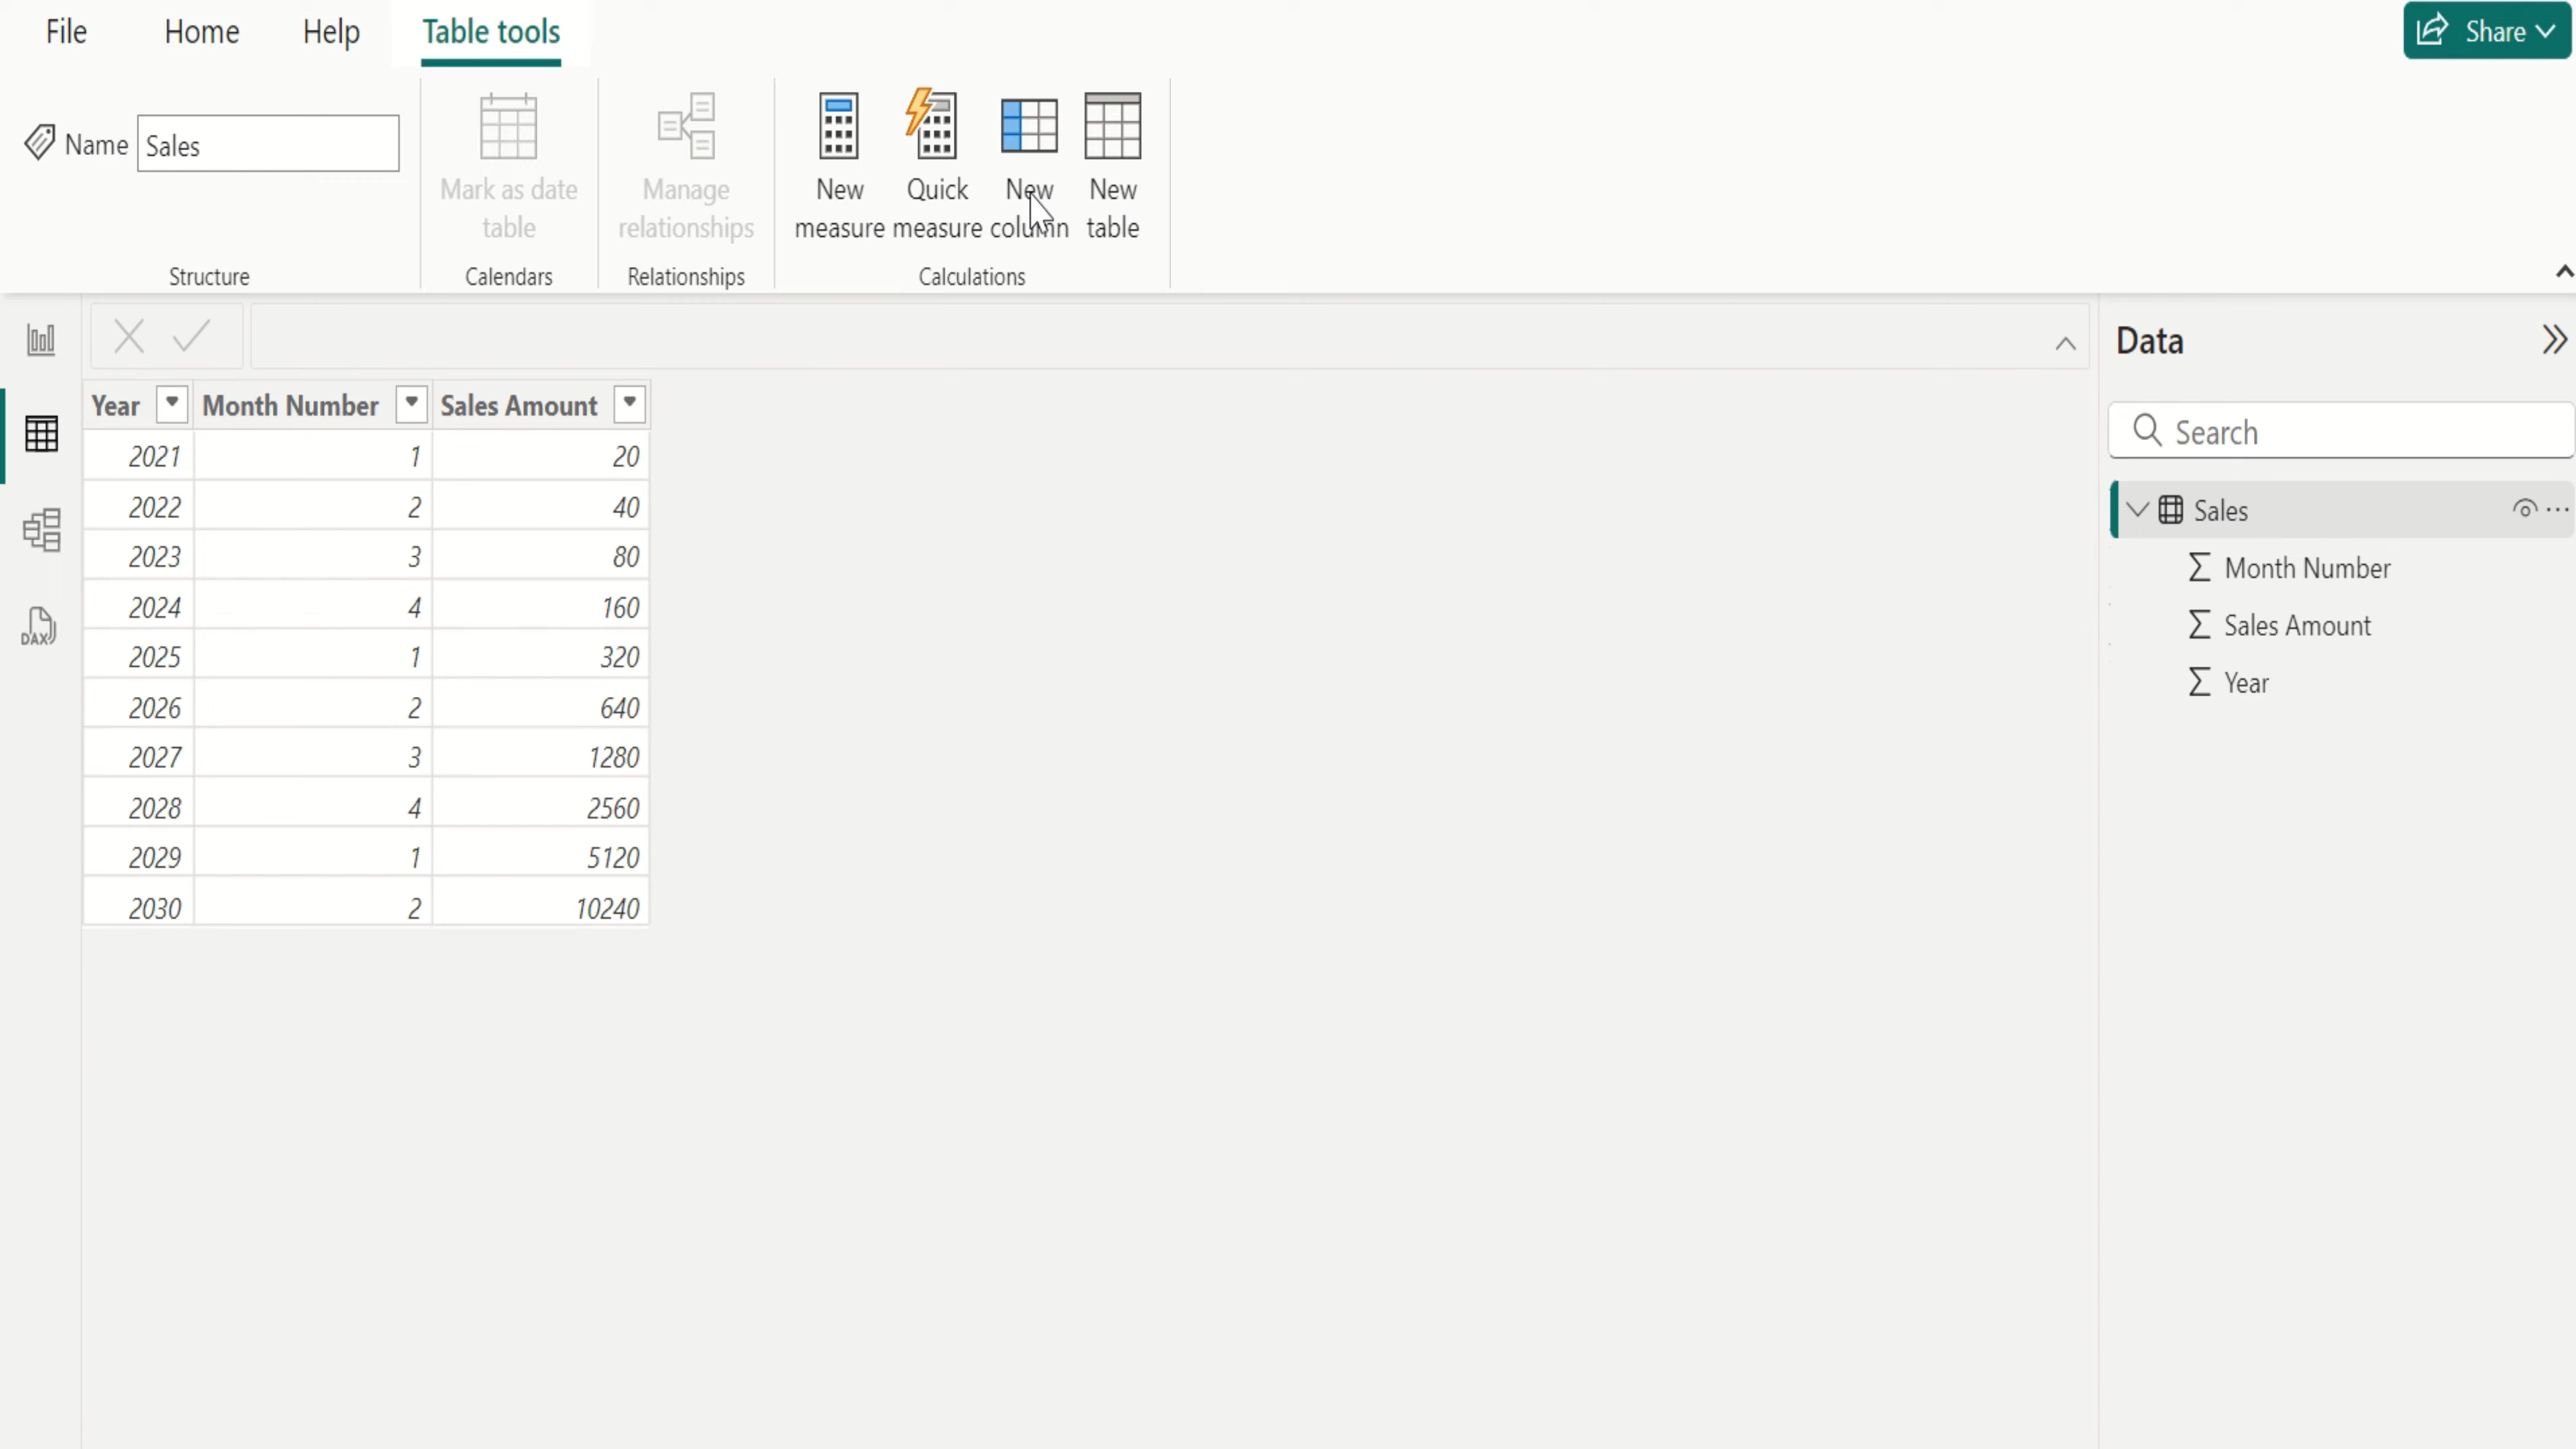 File Home Help Table tools Share
Name Sales
Mark as date table
Manage relationships
New measure
Quick measure
New column
New table
Structure Calendars Relationships Calculations
Data
Search
Year Month Number Sales Amount
2021 1 20
2022 2 40
2023 3 80
2024 4 160
2025 1 320
2026 2 640
2027 3 1280
2028 4 2560
2029 1 5120
2030 2 10240
DAX
Sales
Month Number
Sales Amount
Year